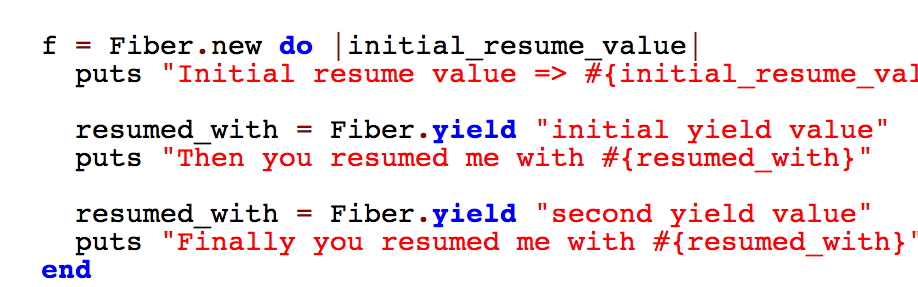 f = Fiber.new do |initial_resume_value|
  puts "Initial resume value => #{initial_resume_val
  resumed_with = Fiber.yield "initial yield value"
  puts "Then you resumed me with #{resumed_with}"
  resumed_with = Fiber.yield "second yield value"
  puts "Finally you resumed me with #{resumed_with}"
end